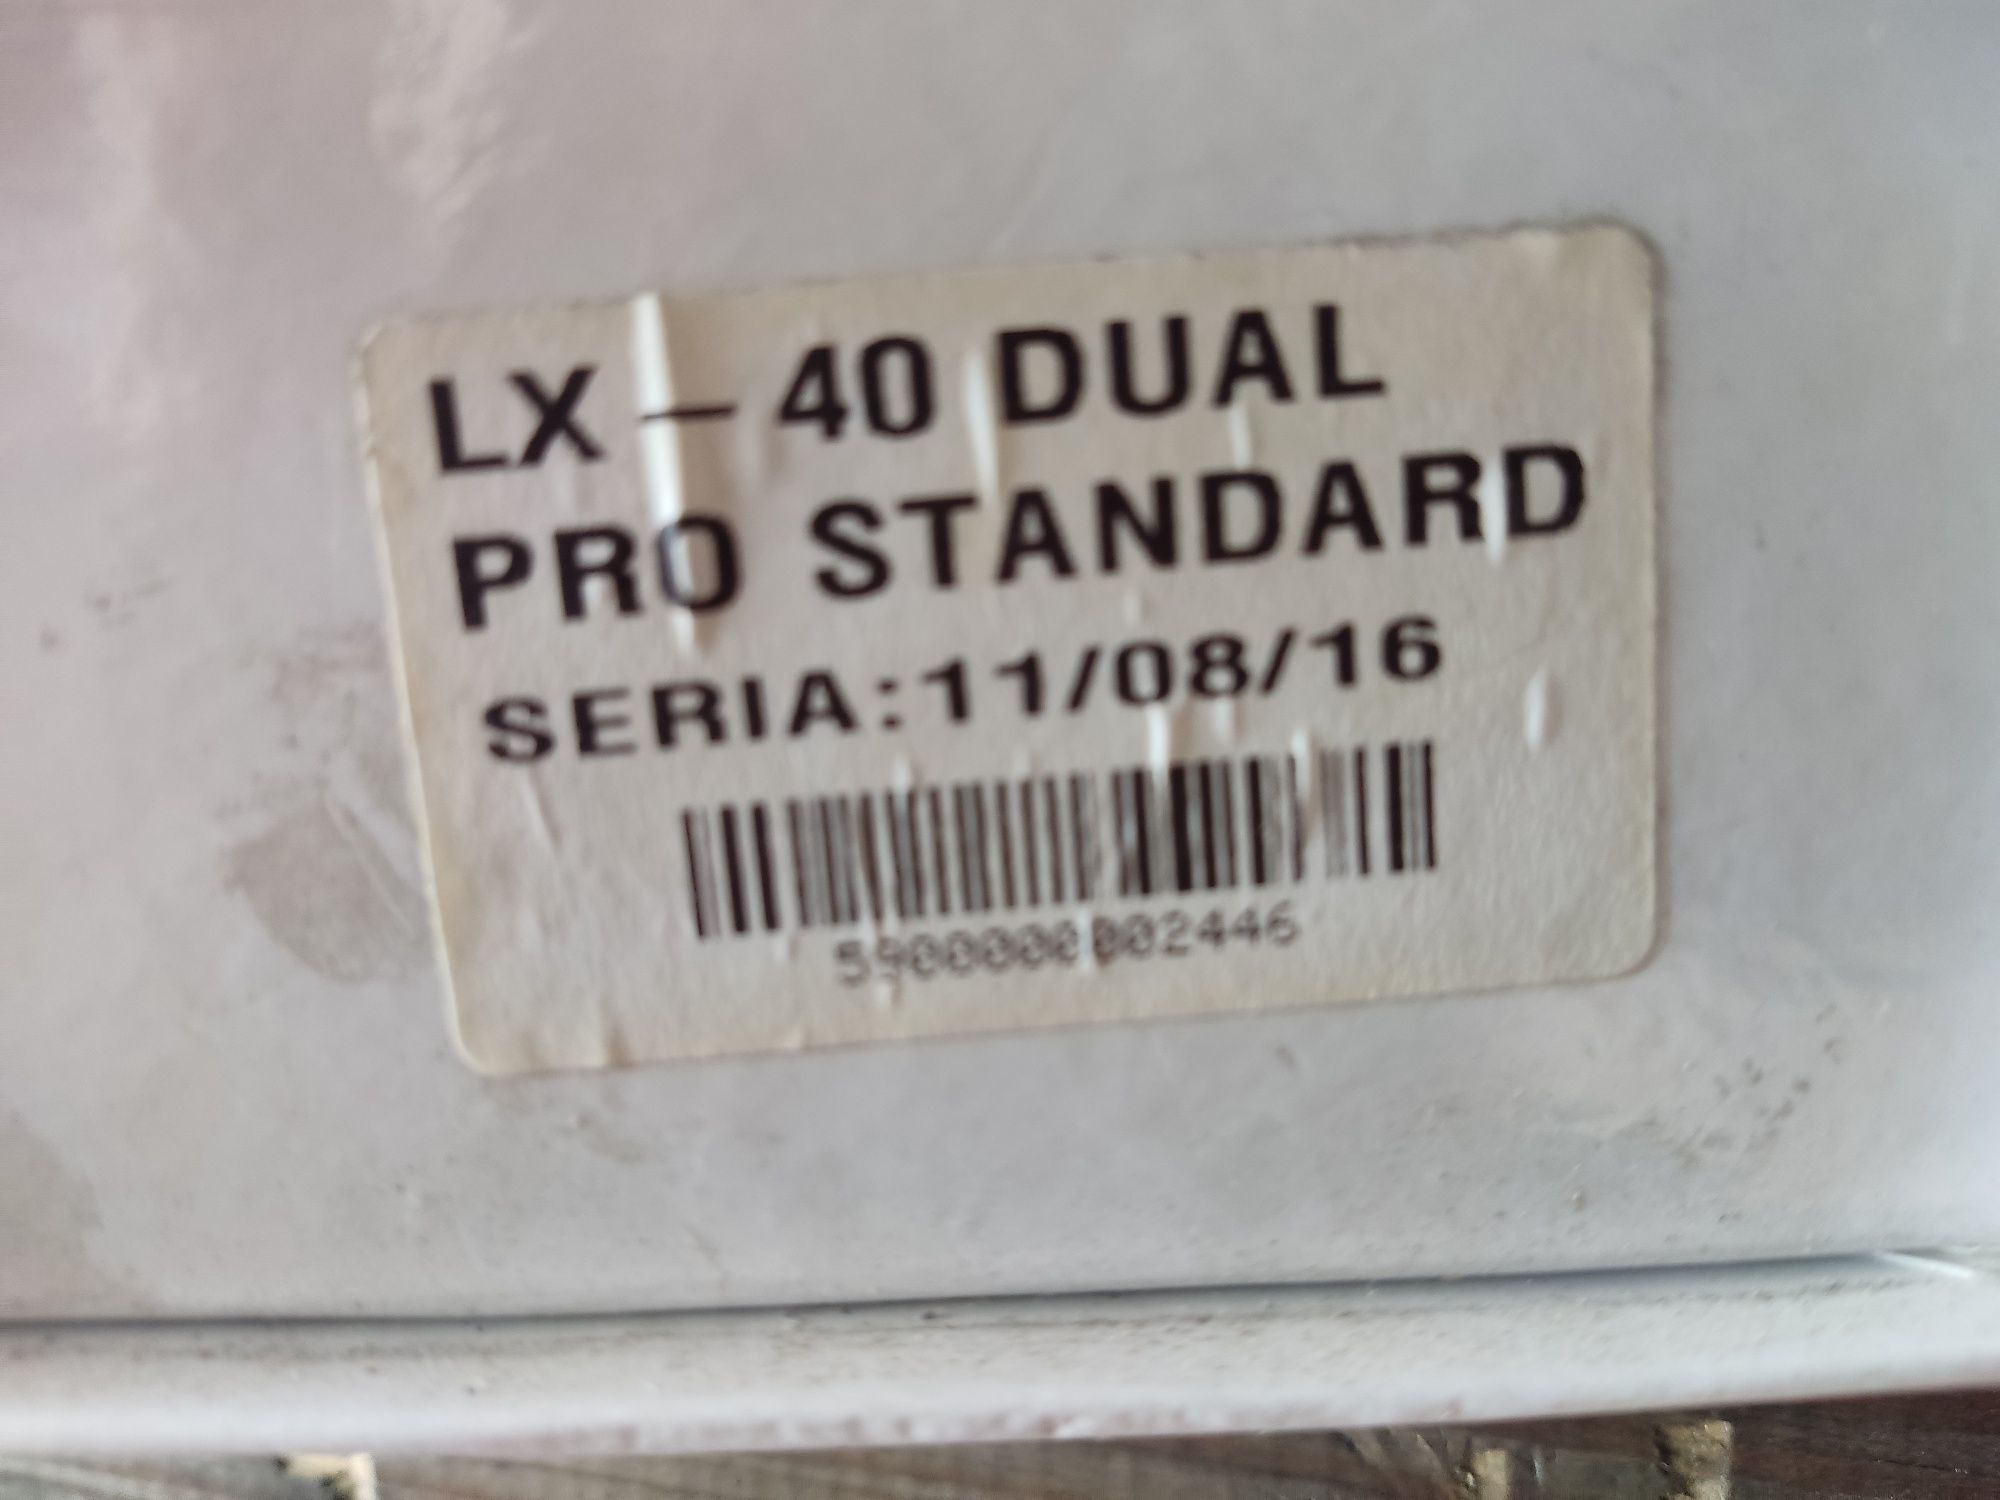 LX – 40 DUAL
PRO STANDARD
SERIA:11/08/16
5900000002446